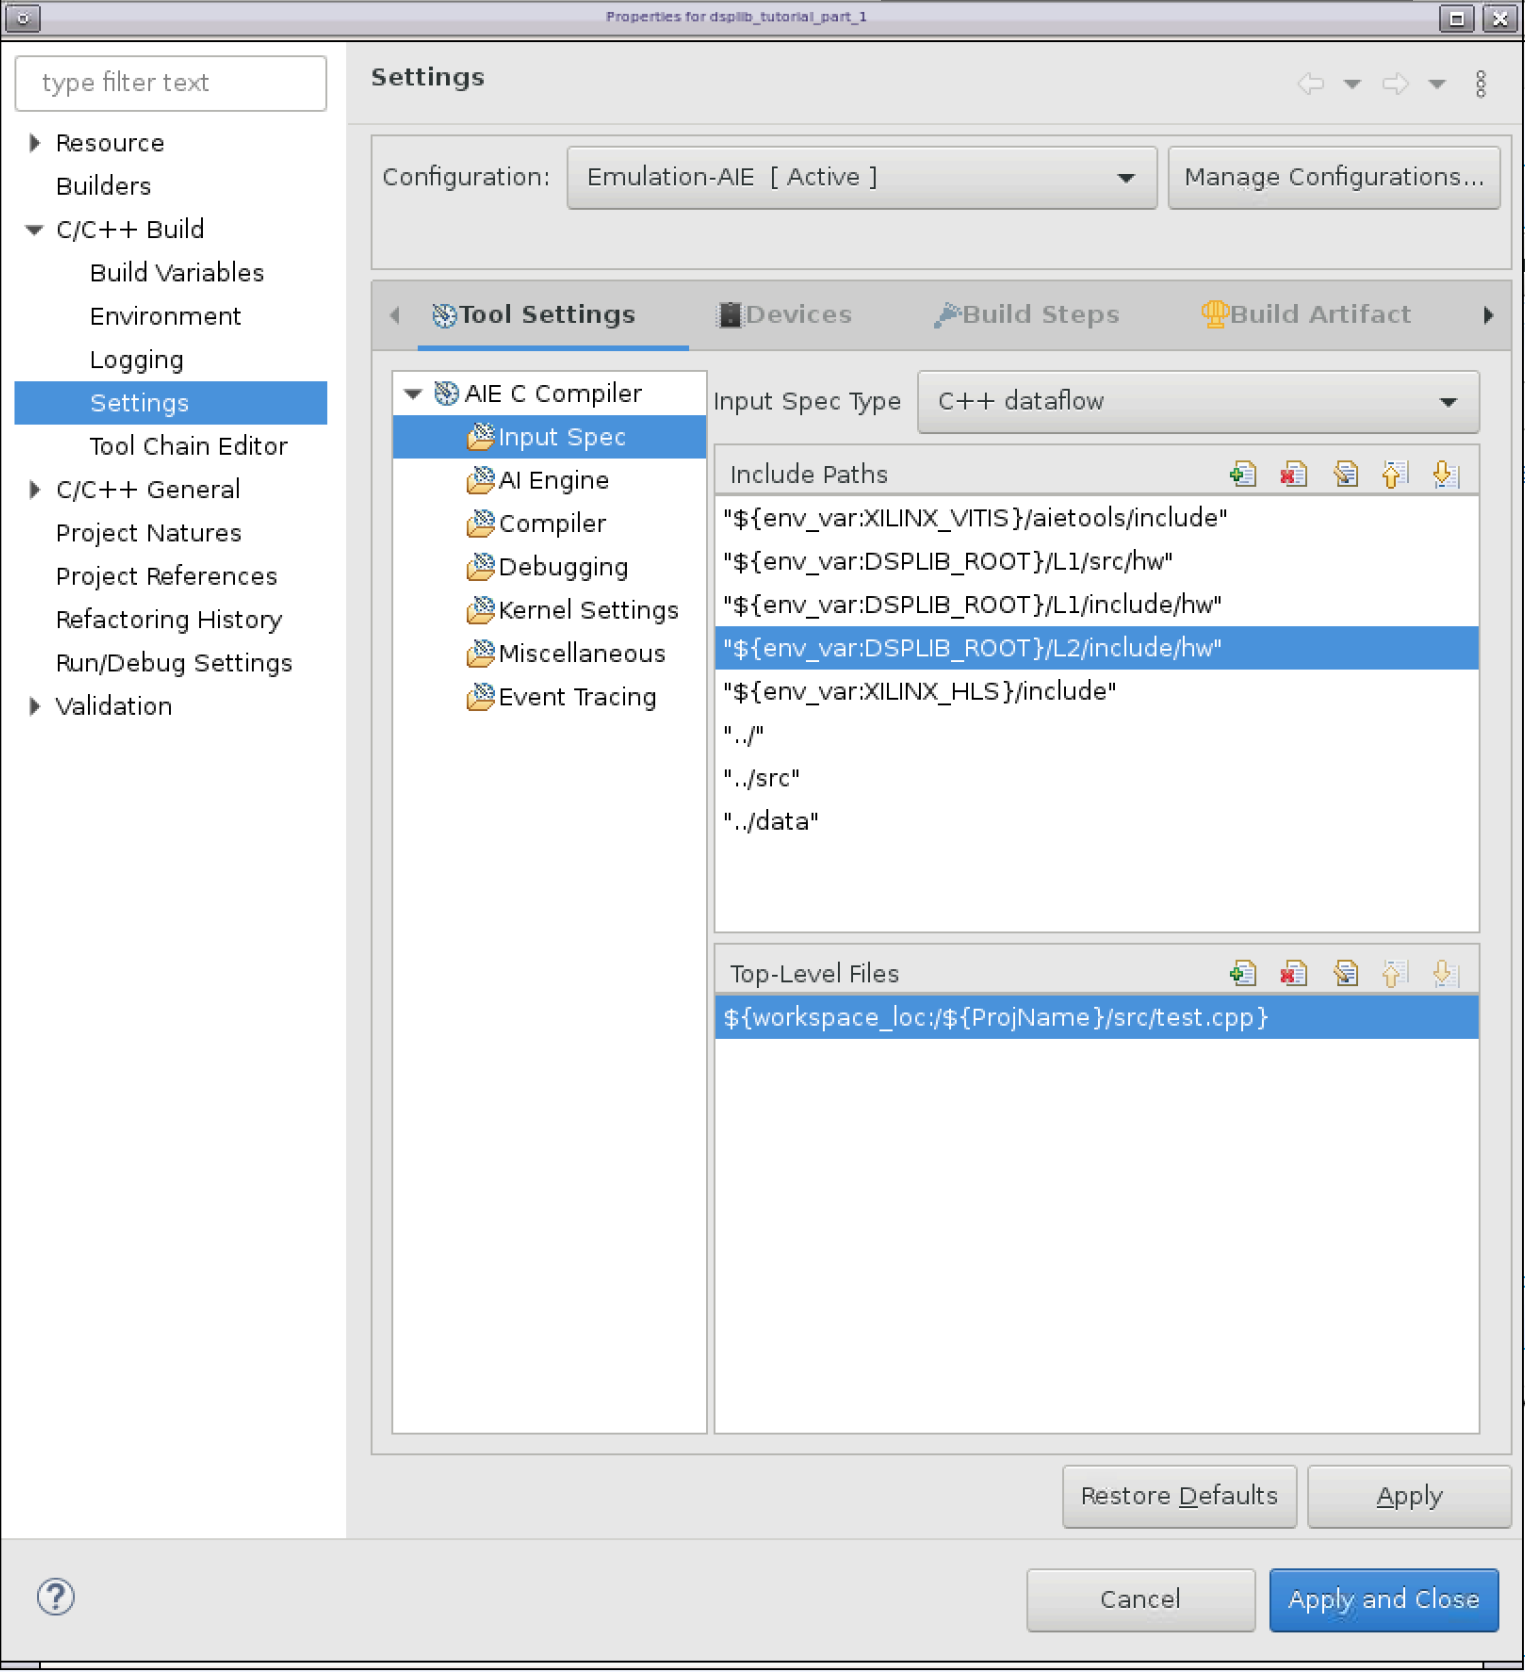 Properties for dsplib_tutorial_part_1
type filter text
Resource
Builders
C/C++ Build
Build Variables
Environment
Logging
Settings
Tool Chain Editor
C/C++ General
Project Natures
Project References
Refactoring History
Run/Debug Settings
Validation
Settings
Configuration: Emulation-AIE [ Active ] Manage Configurations...
Tool Settings Devices Build Steps Build Artifact
AIE C Compiler
Input Spec
AI Engine
Compiler
Debugging
Kernel Settings
Miscellaneous
Event Tracing
Input Spec Type C++ dataflow
Include Paths
"${env_var:XILINX_VITIS}/aietools/include"
"${env_var:DSPLIB_ROOT}/L1/src/hw"
"${env_var:DSPLIB_ROOT}/L1/include/hw"
"${env_var:DSPLIB_ROOT}/L2/include/hw"
"${env_var:XILINX_HLS}/include"
"../"
"../src"
"../data"
Top-Level Files
${workspace_loc:/${ProjName}/src/test.cpp}
Restore Defaults Apply
? Cancel Apply and Close